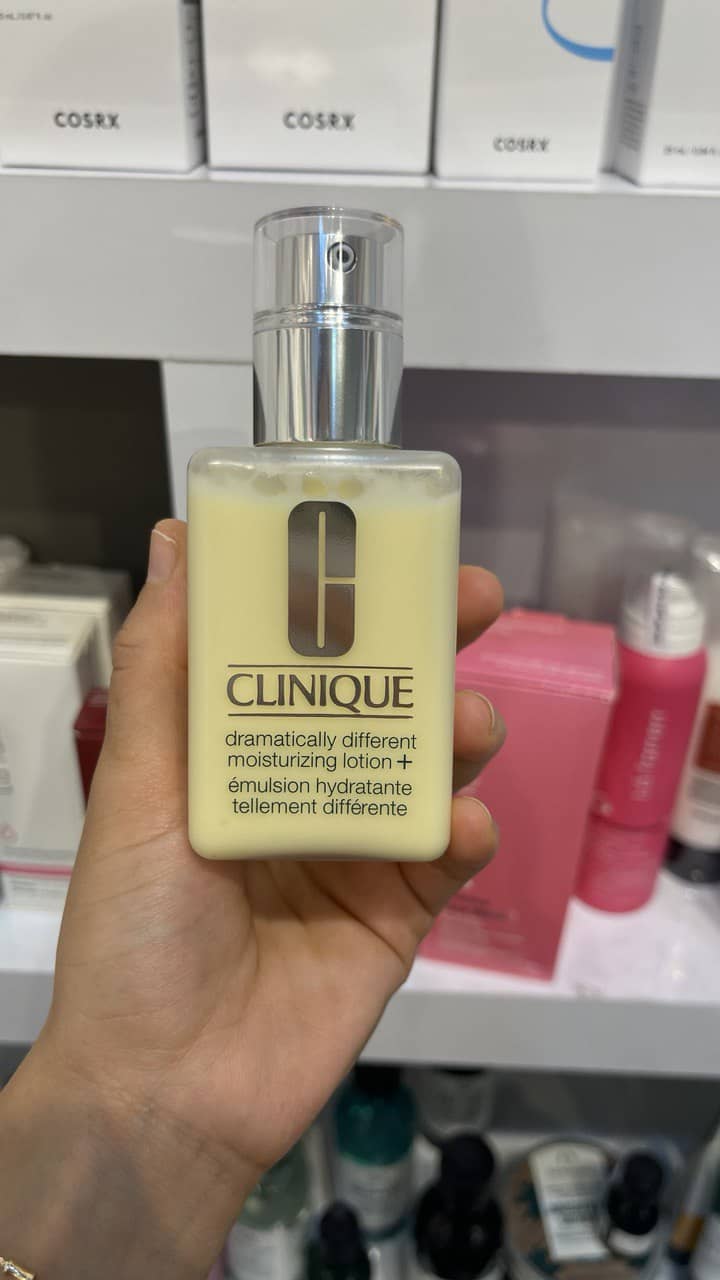 COSRX
COSRX
COSRX
CLINIQUE
dramatically different
moisturizing lotion +
émulsion hydratante
tellement différente